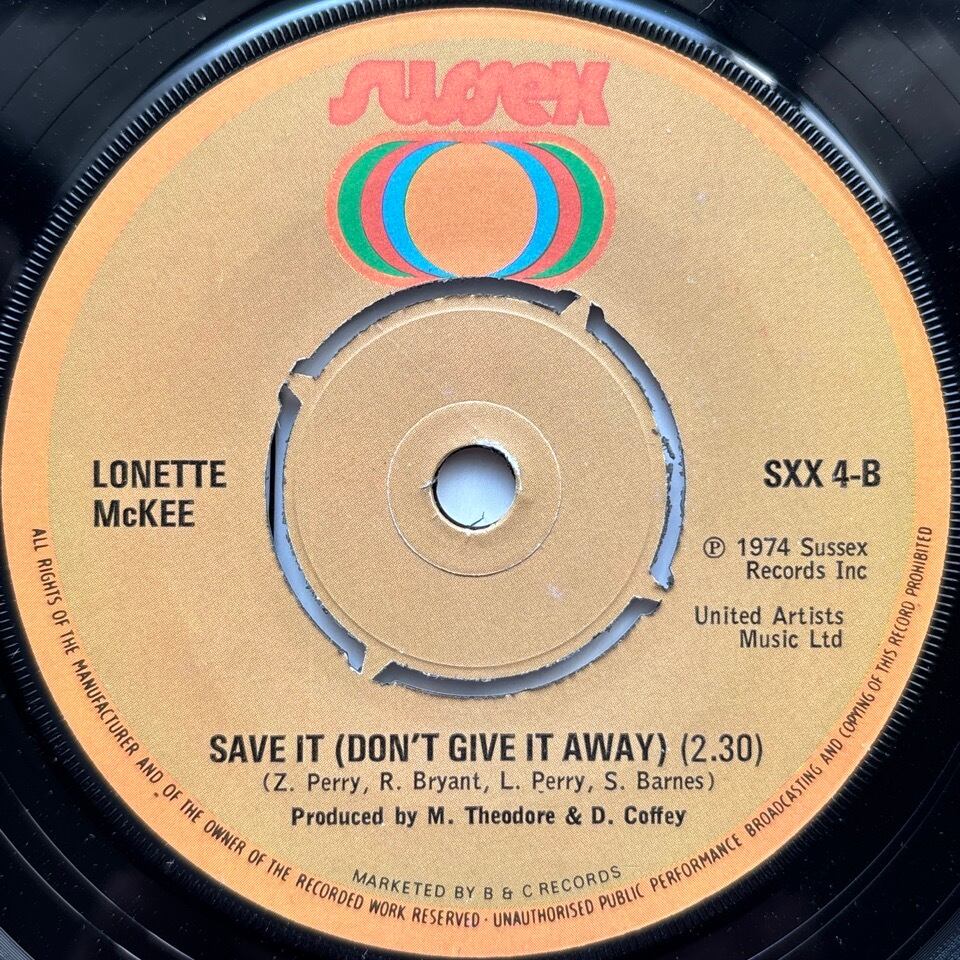 sussex
LONETTE
McKEE
SXX 4-B
Ⓟ 1974 Sussex
Records Inc
United Artists
Music Ltd
SAVE IT (DON'T GIVE IT AWAY) (2.30)
(Z. Perry, R. Bryant, L. Perry, S. Barnes)
Produced by M. Theodore & D. Coffey
MARKETED BY B & C RECORDS
ALL RIGHTS OF THE MANUFACTURER AND OF THE OWNER OF THE RECORDED WORK RESERVED · UNAUTHORISED PUBLIC PERFORMANCE BROADCASTING AND COPYING OF THIS RECORD PROHIBITED